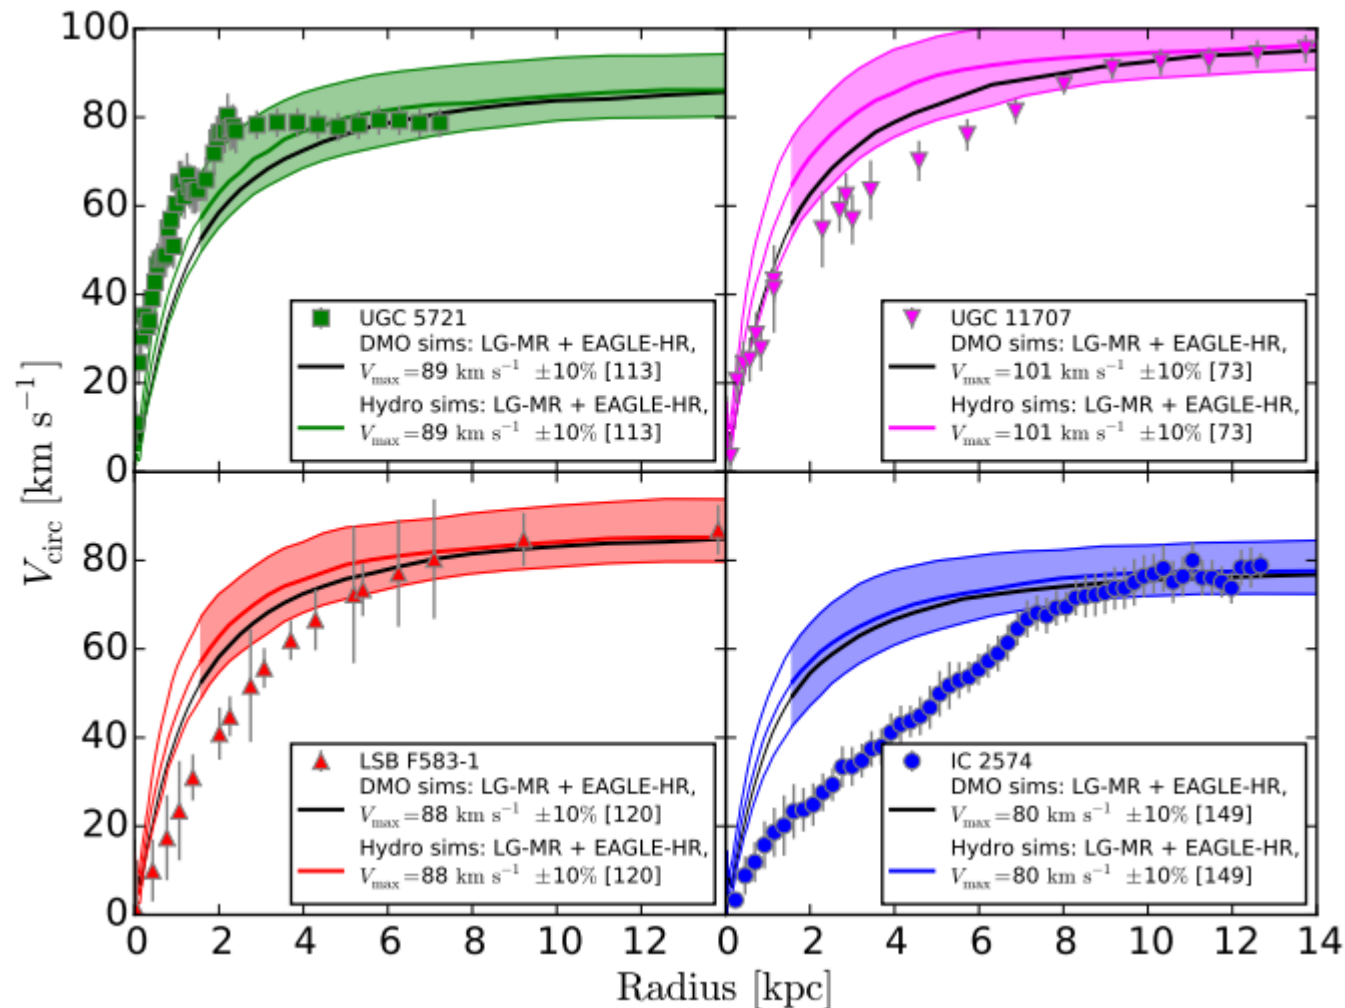 100
80
60
40
20
0
UGC 5721
DMO sims: LG-MR + EAGLE-HR,
V_max=89 km s⁻¹ ±10% [113]
Hydro sims: LG-MR + EAGLE-HR,
V_max=89 km s⁻¹ ±10% [113]
UGC 11707
DMO sims: LG-MR + EAGLE-HR,
V_max=101 km s⁻¹ ±10% [73]
Hydro sims: LG-MR + EAGLE-HR,
V_max=101 km s⁻¹ ±10% [73]
V_circ [km s⁻¹]
80
60
40
20
0
LSB F583-1
DMO sims: LG-MR + EAGLE-HR,
V_max=88 km s⁻¹ ±10% [120]
Hydro sims: LG-MR + EAGLE-HR,
V_max=88 km s⁻¹ ±10% [120]
IC 2574
DMO sims: LG-MR + EAGLE-HR,
V_max=80 km s⁻¹ ±10% [149]
Hydro sims: LG-MR + EAGLE-HR,
V_max=80 km s⁻¹ ±10% [149]
0 2 4 6 8 10 12 0 2 4 6 8 10 12 14
Radius [kpc]